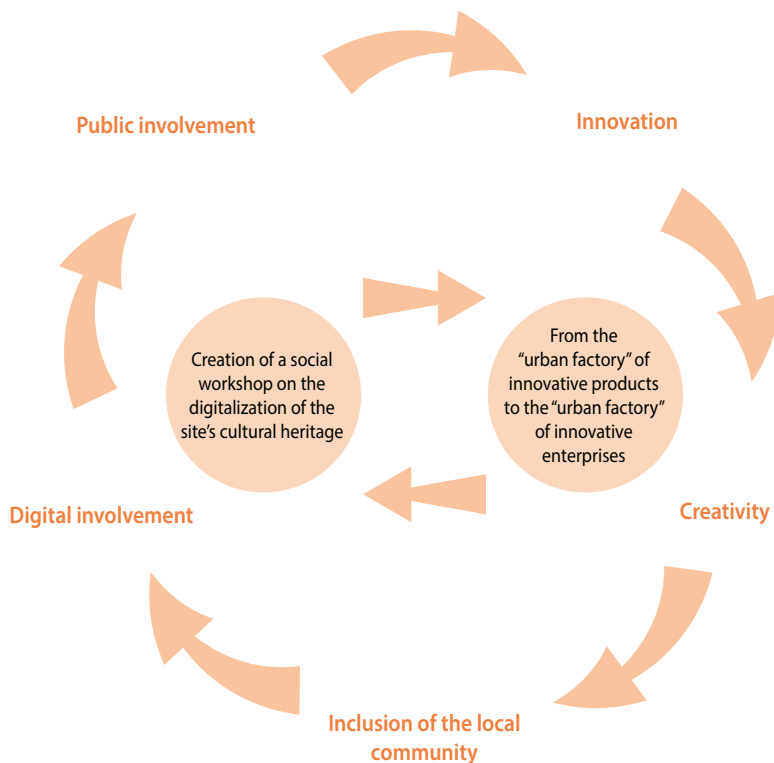 Public involvement
Innovation
Creation of a social
workshop on the
digitalization of the
site's cultural heritage
From the
“urban factory” of
innovative products
to the “urban factory”
of innovative
enterprises
Digital involvement
Creativity
Inclusion of the local
community